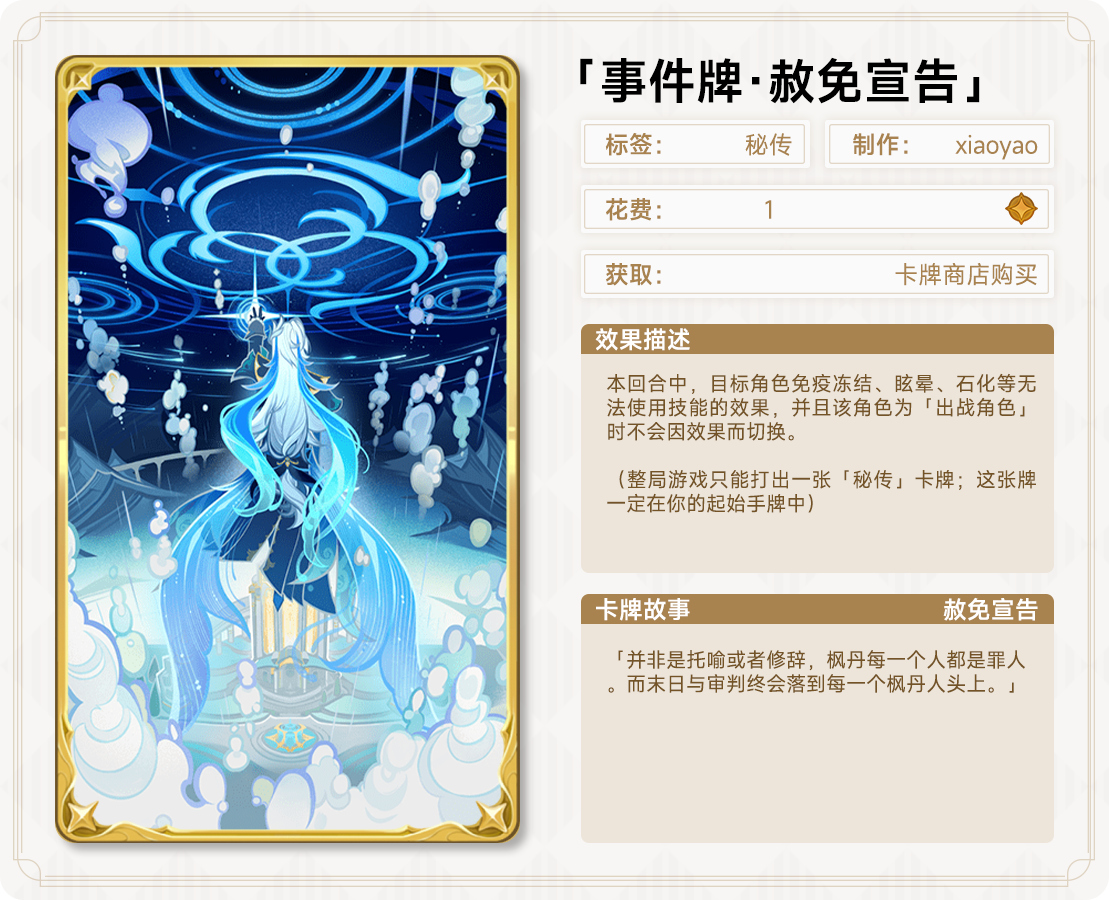 「事件牌·赦免宣告」
标签： 秘传 制作： xiaoyao
花费： 1
获取： 卡牌商店购买
效果描述
本回合中，目标角色免疫冻结、眩晕、石化等无
法使用技能的效果，并且该角色为「出战角色」
时不会因效果而切换。
（整局游戏只能打出一张「秘传」卡牌；这张牌
一定在你的起始手牌中）
卡牌故事 赦免宣告
「并非是托喻或者修辞，枫丹每一个人都是罪人
。而末日与审判终会落到每一个枫丹人头上。」